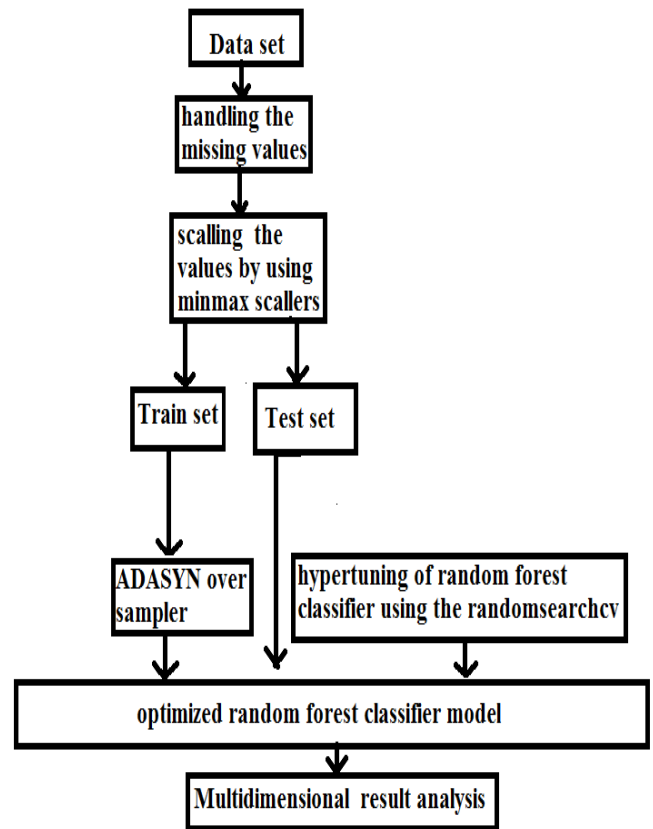 Data set
handling the
missing values
scalling the
values by using
minmax scallers
Train set
Test set
ADASYN over
sampler
hypertuning of random forest
classifier using the randomsearchcv
optimized random forest classifier model
Multidimensional result analysis